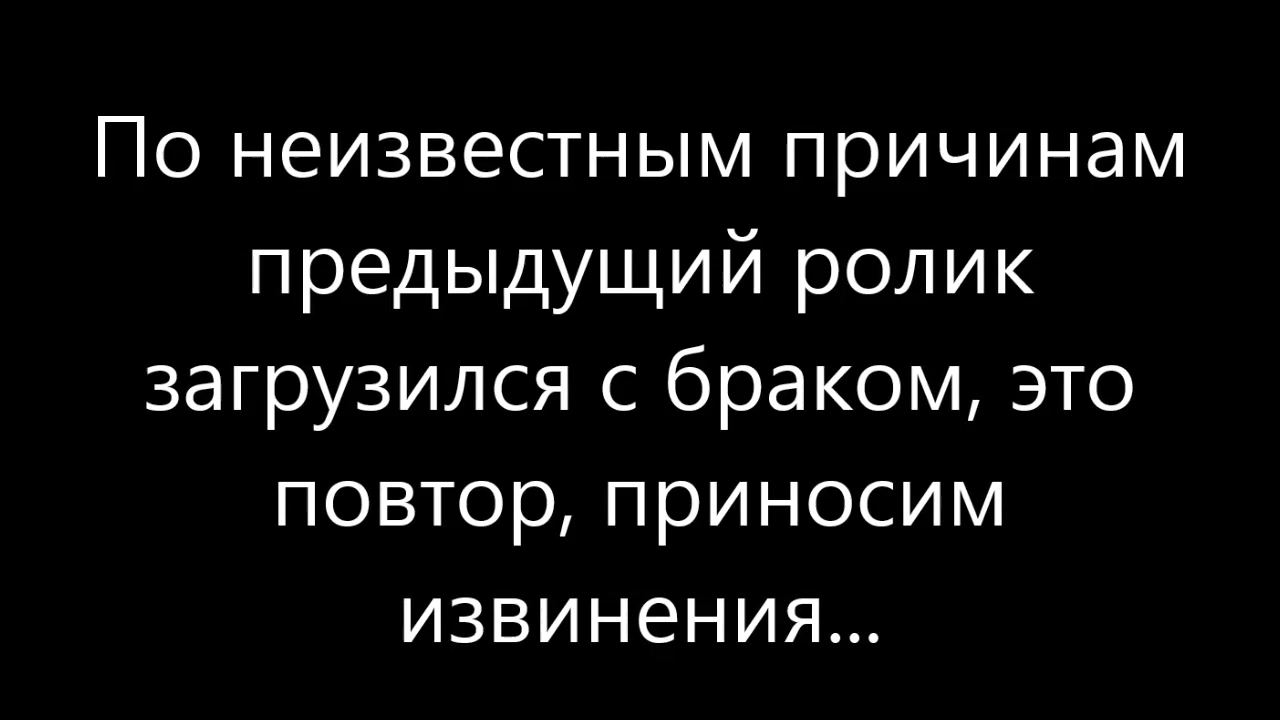 По неизвестным причинам
предыдущий ролик
загрузился с браком, это
повтор, приносим
извинения...